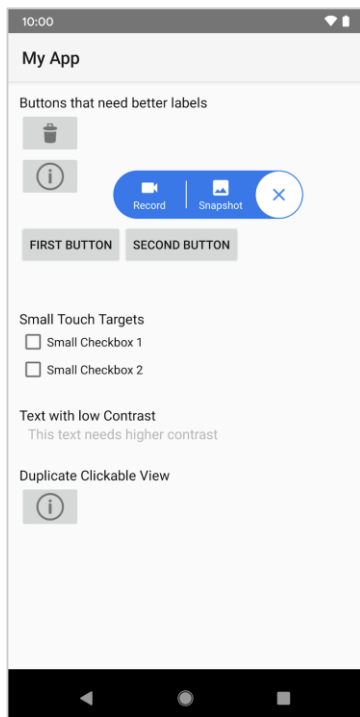 10:00
My App
Buttons that need better labels
Record
Snapshot
FIRST BUTTON
SECOND BUTTON
Small Touch Targets
Small Checkbox 1
Small Checkbox 2
Text with low Contrast
This text needs higher contrast
Duplicate Clickable View